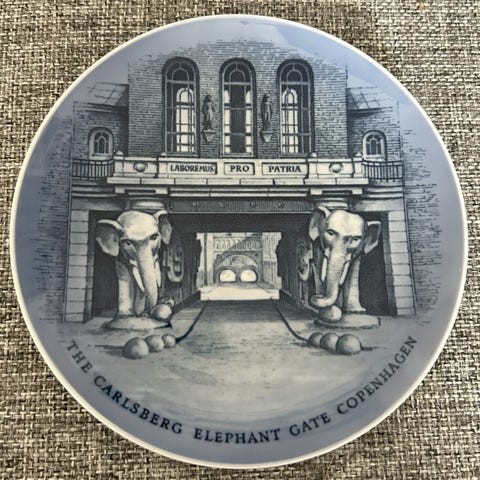 LABOREMUS PRO PATRIA
THE CARLSBERG ELEPHANT GATE COPENHAGEN